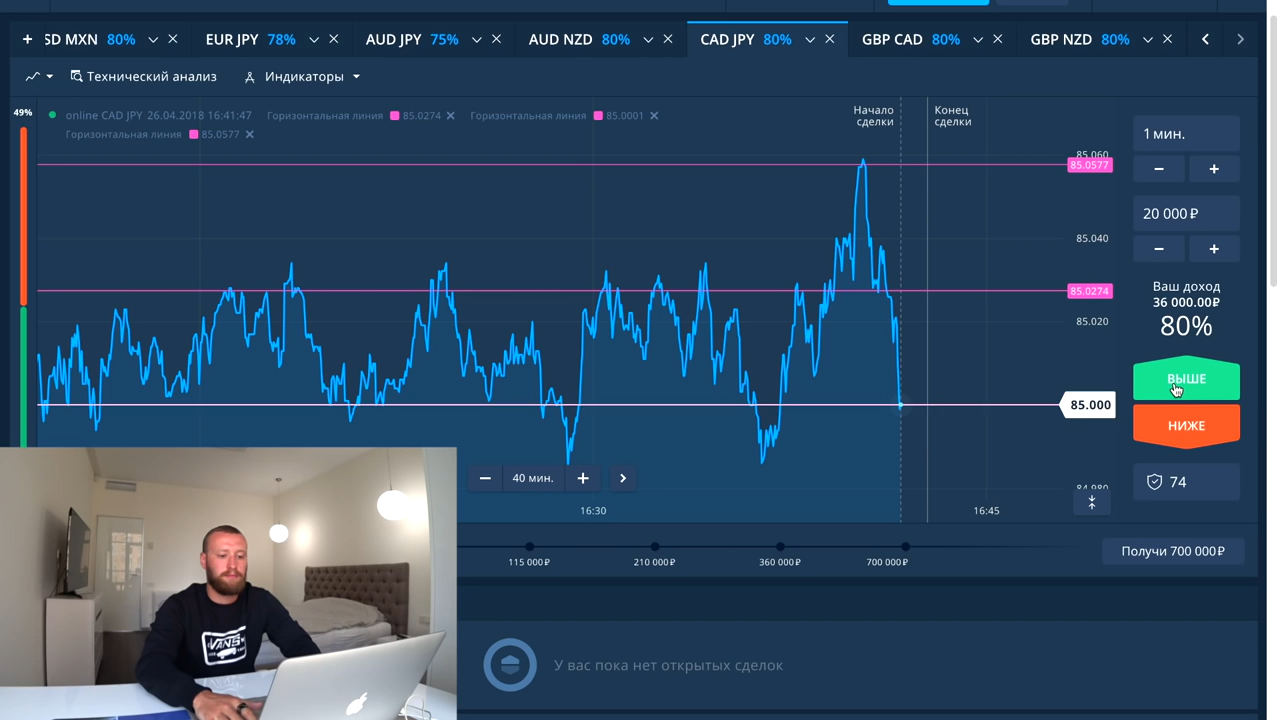 + SD MXN 80% EUR JPY 78% AUD JPY 75% AUD NZD 80% CAD JPY 80% GBP CAD 80% GBP NZD 80%
Технический анализ Индикаторы
49%
online CAD JPY 26.04.2018 16:41:47 Горизонтальная линия 85.0274 Горизонтальная линия 85.0001
Горизонтальная линия 85.0577
Начало
сделки
Конец
сделки
85.060
85.0577
85.040
85.0274
85.020
85.000
84.980
1 мин.
− +
20 000 ₽
− +
Ваш доход
36 000.00₽
80%
ВЫШЕ
НИЖЕ
74
− 40 мин. +
16:30 16:45
115 000₽ 210 000₽ 360 000₽ 700 000₽
Получи 700 000₽
VANS
У вас пока нет открытых сделок